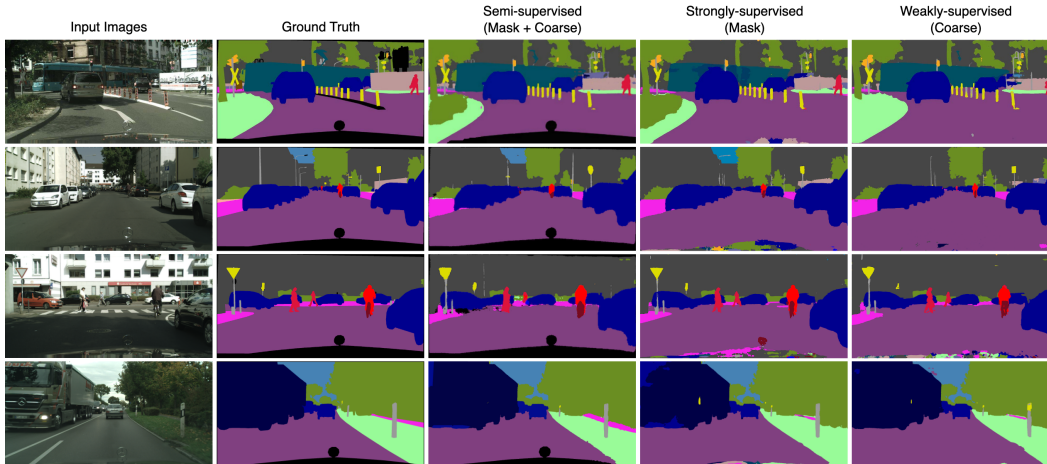 Input Images
Ground Truth
Semi-supervised
(Mask + Coarse)
Strongly-supervised
(Mask)
Weakly-supervised
(Coarse)